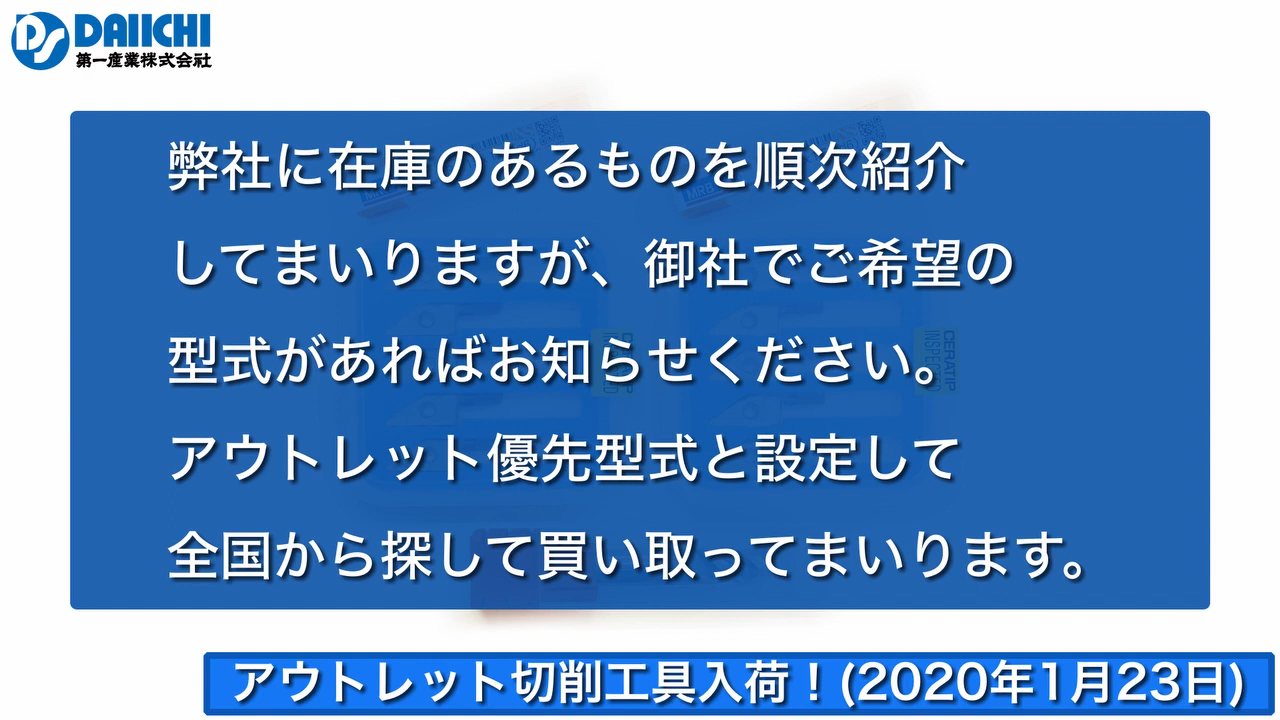 DS DAIICHI
第一産業株式会社
弊社に在庫のあるものを順次紹介
してまいりますが、御社でご希望の
型式があればお知らせください。
アウトレット優先型式と設定して
全国から探して買い取ってまいります。
CERATIP
アウトレット切削工具入荷！(2020年1月23日)